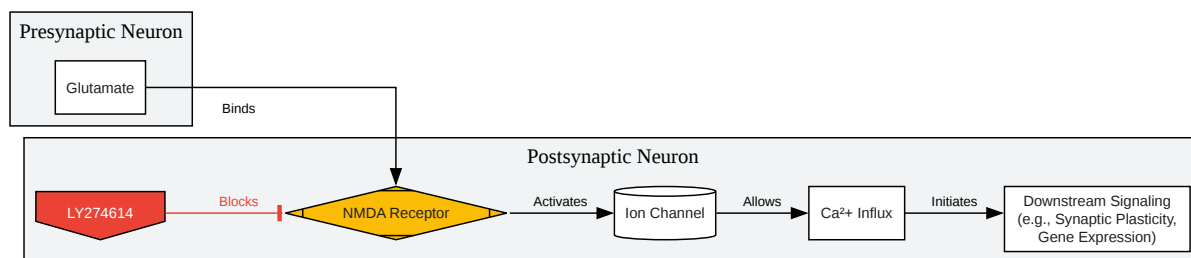 Presynaptic Neuron
Glutamate
Binds
Postsynaptic Neuron
LY274614
Blocks
NMDA Receptor
Activates
Ion Channel
Allows
Ca²+ Influx
Initiates
Downstream Signaling
(e.g., Synaptic Plasticity,
Gene Expression)